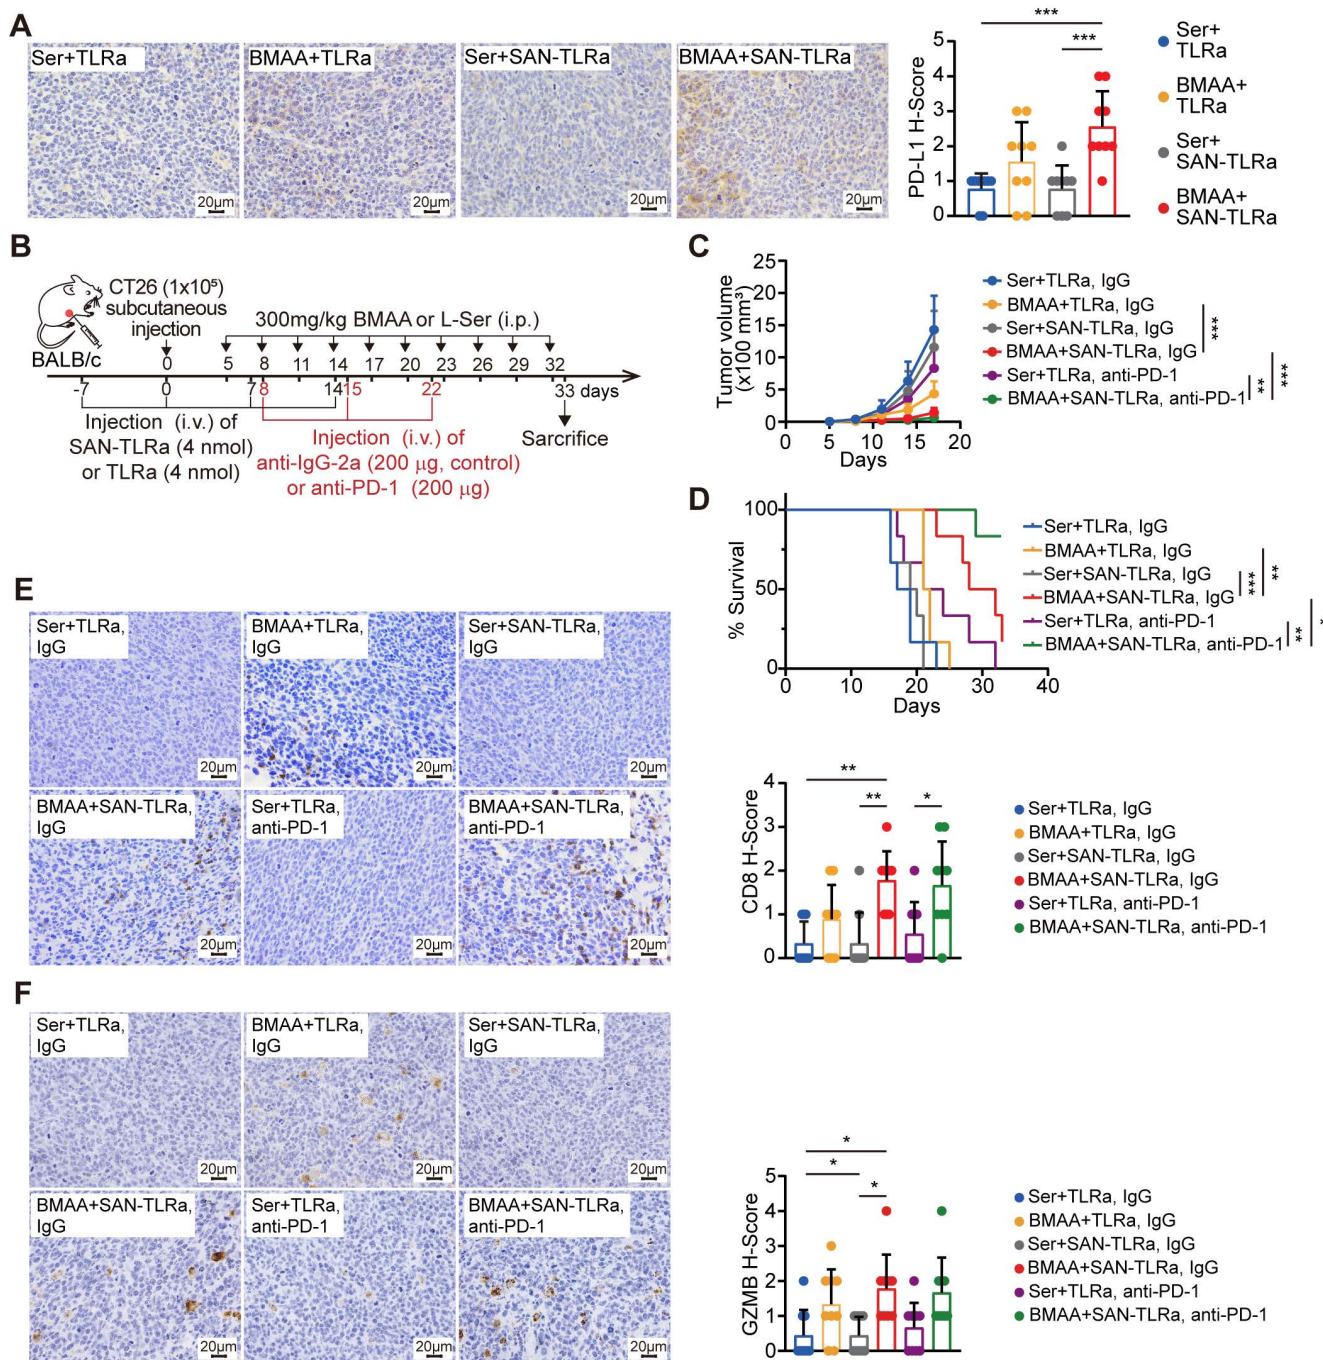 A
Ser+TLRa
BMAA+TLRa
Ser+SAN-TLRa
BMAA+SAN-TLRa
20µm
20µm
20µm
20µm
PD-L1 H-Score
5
4
3
2
1
0
***
***
Ser+
TLRa
BMAA+
TLRa
Ser+
SAN-TLRa
BMAA+
SAN-TLRa
B
BALB/c
CT26 (1x10⁵)
subcutaneous
injection
300mg/kg BMAA or L-Ser (i.p.)
0 5 8 11 14 17 20 23 26 29 32
-7 0 7 8 14 15 22 33 days
Injection (i.v.) of
SAN-TLRa (4 nmol)
or TLRa (4 nmol)
Injection (i.v.) of
anti-IgG-2a (200 µg, control)
or anti-PD-1 (200 µg)
Sarcrifice
C
Tumor volume
(x100 mm³)
25
20
15
10
5
0
0 5 10 15 20
Days
Ser+TLRa, IgG
BMAA+TLRa, IgG
Ser+SAN-TLRa, IgG
BMAA+SAN-TLRa, IgG
Ser+TLRa, anti-PD-1
BMAA+SAN-TLRa, anti-PD-1
***
**
***
D
% Survival
100
50
0
0 10 20 30 40
Days
Ser+TLRa, IgG
BMAA+TLRa, IgG
Ser+SAN-TLRa, IgG
BMAA+SAN-TLRa, IgG
Ser+TLRa, anti-PD-1
BMAA+SAN-TLRa, anti-PD-1
***
**
**
*
E
Ser+TLRa,
IgG
BMAA+TLRa,
IgG
Ser+SAN-TLRa,
IgG
20µm
20µm
20µm
BMAA+SAN-TLRa,
IgG
Ser+TLRa,
anti-PD-1
BMAA+SAN-TLRa,
anti-PD-1
20µm
20µm
20µm
CD8 H-Score
4
3
2
1
0
**
**
*
Ser+TLRa, IgG
BMAA+TLRa, IgG
Ser+SAN-TLRa, IgG
BMAA+SAN-TLRa, IgG
Ser+TLRa, anti-PD-1
BMAA+SAN-TLRa, anti-PD-1
F
Ser+TLRa,
IgG
BMAA+TLRa,
IgG
Ser+SAN-TLRa,
IgG
20µm
20µm
20µm
BMAA+SAN-TLRa,
IgG
Ser+TLRa,
anti-PD-1
BMAA+SAN-TLRa,
anti-PD-1
20µm
20µm
20µm
GZMB H-Score
5
4
3
2
1
0
*
*
*
Ser+TLRa, IgG
BMAA+TLRa, IgG
Ser+SAN-TLRa, IgG
BMAA+SAN-TLRa, IgG
Ser+TLRa, anti-PD-1
BMAA+SAN-TLRa, anti-PD-1